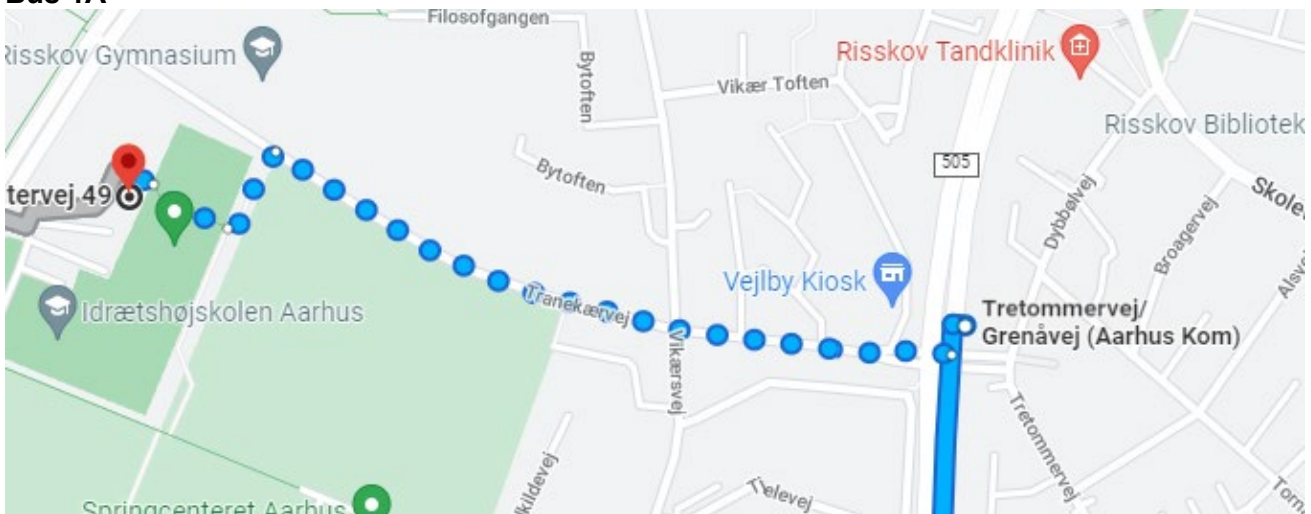 Filosofgangen
Risskov Gymnasium
Bytoften
Vikær Toften
Risskov Tandklinik
Risskov Bibliotek
505
Bytoften
Dybbølvej
Broagervej
tervej 49
Vejlby Kiosk
Idrætshøjskolen Aarhus
Tranekærvej
Vikærsvej
Tretommervej/
Grenåvej (Aarhus Kom)
Tretommervej
Springcenteret Aarhus